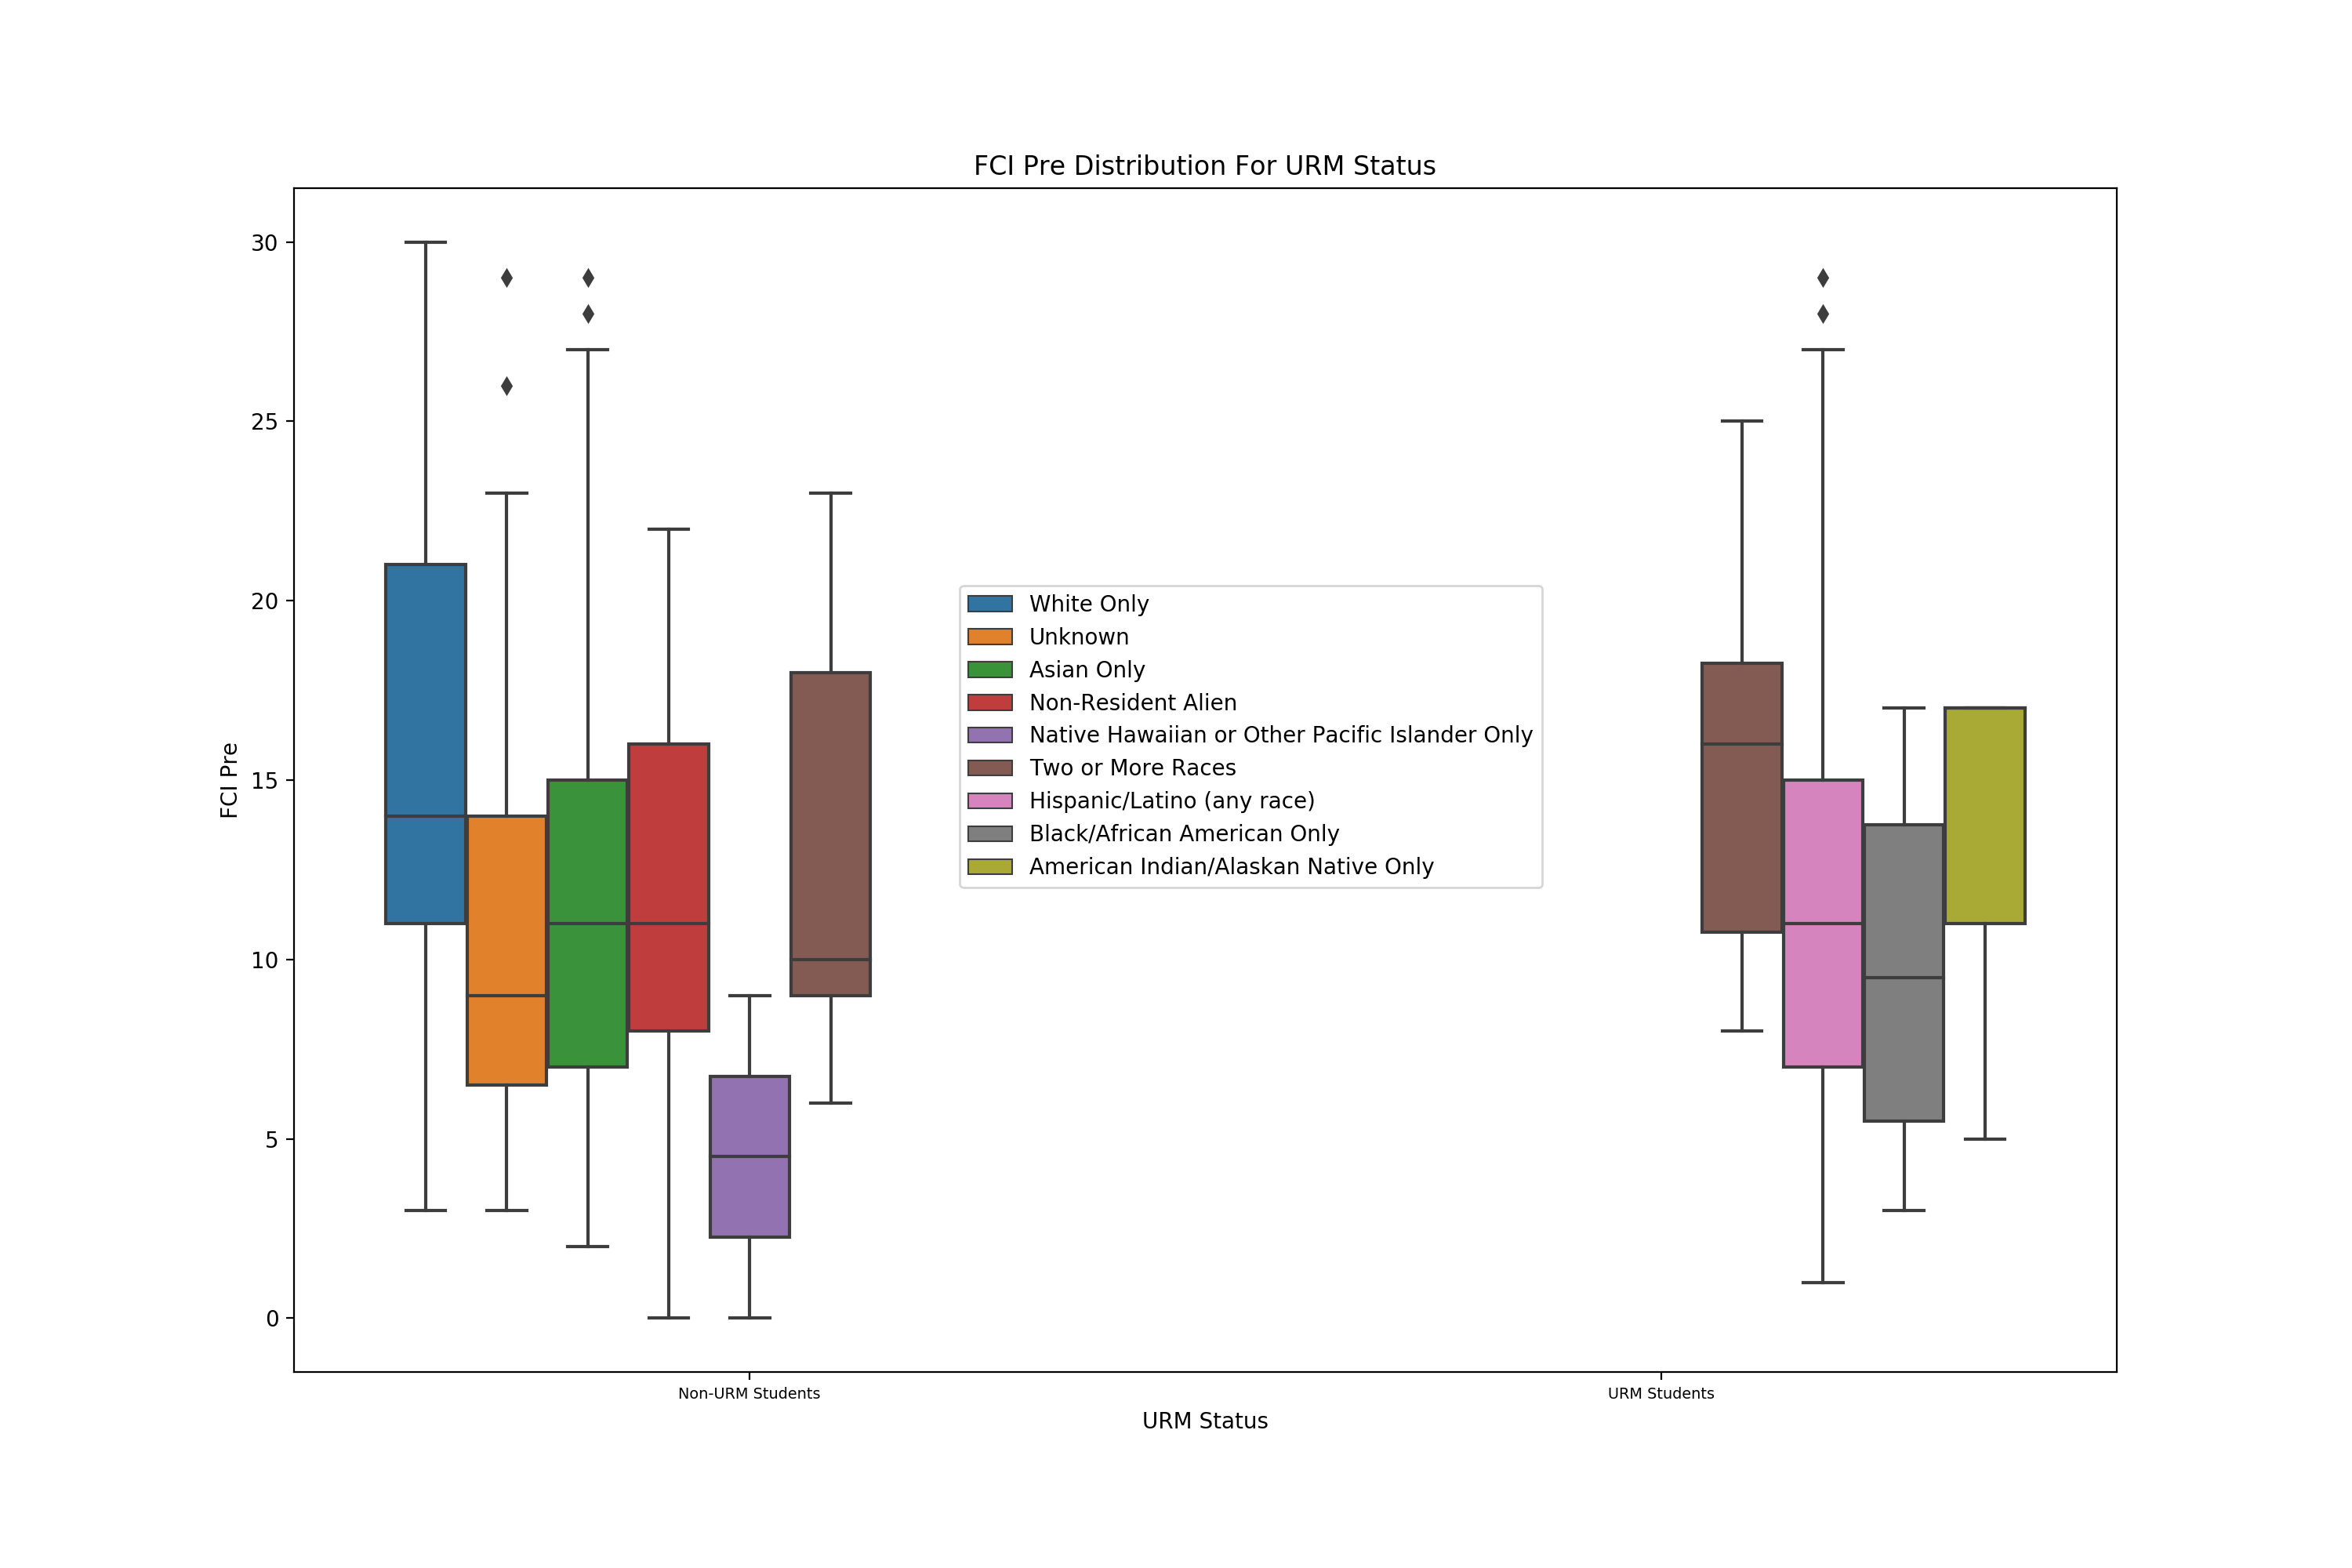 FCI Pre Distribution For URM Status
30
25
20
15
10
5
0
FCI Pre
White Only
Unknown
Asian Only
Non-Resident Alien
Native Hawaiian or Other Pacific Islander Only
Two or More Races
Hispanic/Latino (any race)
Black/African American Only
American Indian/Alaskan Native Only
Non-URM Students
URM Students
URM Status